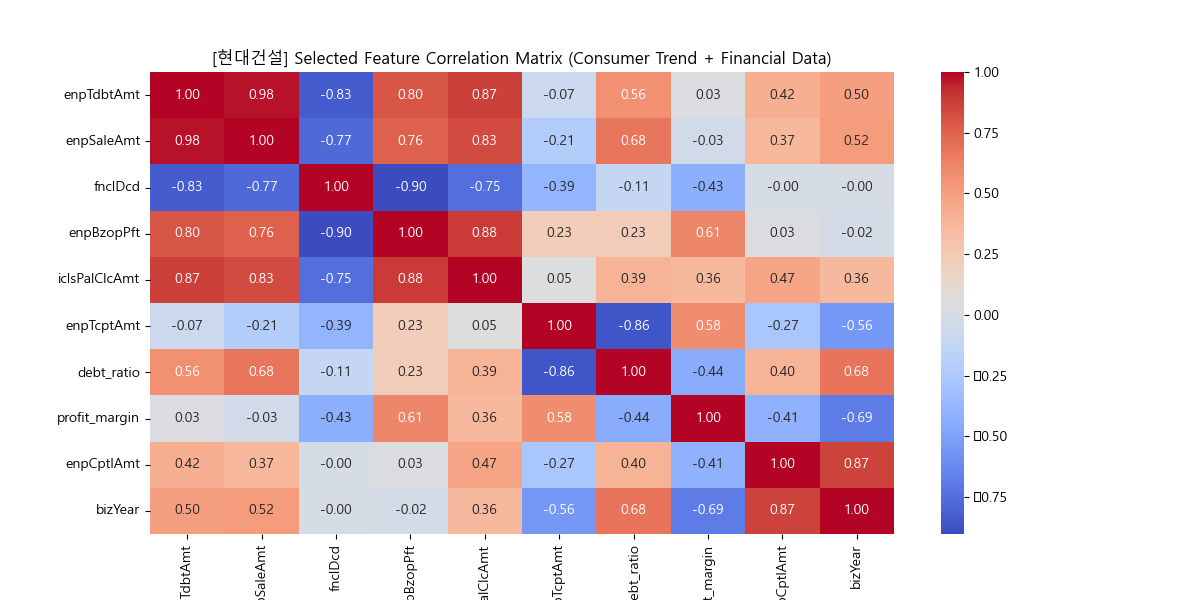 [현대건설] Selected Feature Correlation Matrix (Consumer Trend + Financial Data)
enpTdbtAmt 1.00 0.98 -0.83 0.80 0.87 -0.07 0.56 0.03 0.42 0.50
enpSaleAmt 0.98 1.00 -0.77 0.76 0.83 -0.21 0.68 -0.03 0.37 0.52
fnclDcd -0.83 -0.77 1.00 -0.90 -0.75 -0.39 -0.11 -0.43 -0.00 -0.00
enpBzopPft 0.80 0.76 -0.90 1.00 0.88 0.23 0.23 0.61 0.03 -0.02
iclsPalClcAmt 0.87 0.83 -0.75 0.88 1.00 0.05 0.39 0.36 0.47 0.36
enpTcptAmt -0.07 -0.21 -0.39 0.23 0.05 1.00 -0.86 0.58 -0.27 -0.56
debt_ratio 0.56 0.68 -0.11 0.23 0.39 -0.86 1.00 -0.44 0.40 0.68
profit_margin 0.03 -0.03 -0.43 0.61 0.36 0.58 -0.44 1.00 -0.41 -0.69
enpCptlAmt 0.42 0.37 -0.00 0.03 0.47 -0.27 0.40 -0.41 1.00 0.87
bizYear 0.50 0.52 -0.00 -0.02 0.36 -0.56 0.68 -0.69 0.87 1.00
TdbtAmt
SaleAmt
fnclDcd
BzopPft
alClcAmt
TcptAmt
ebt_ratio
t_margin
CptlAmt
bizYear
1.00
0.75
0.50
0.25
0.00
□0.25
□0.50
□0.75